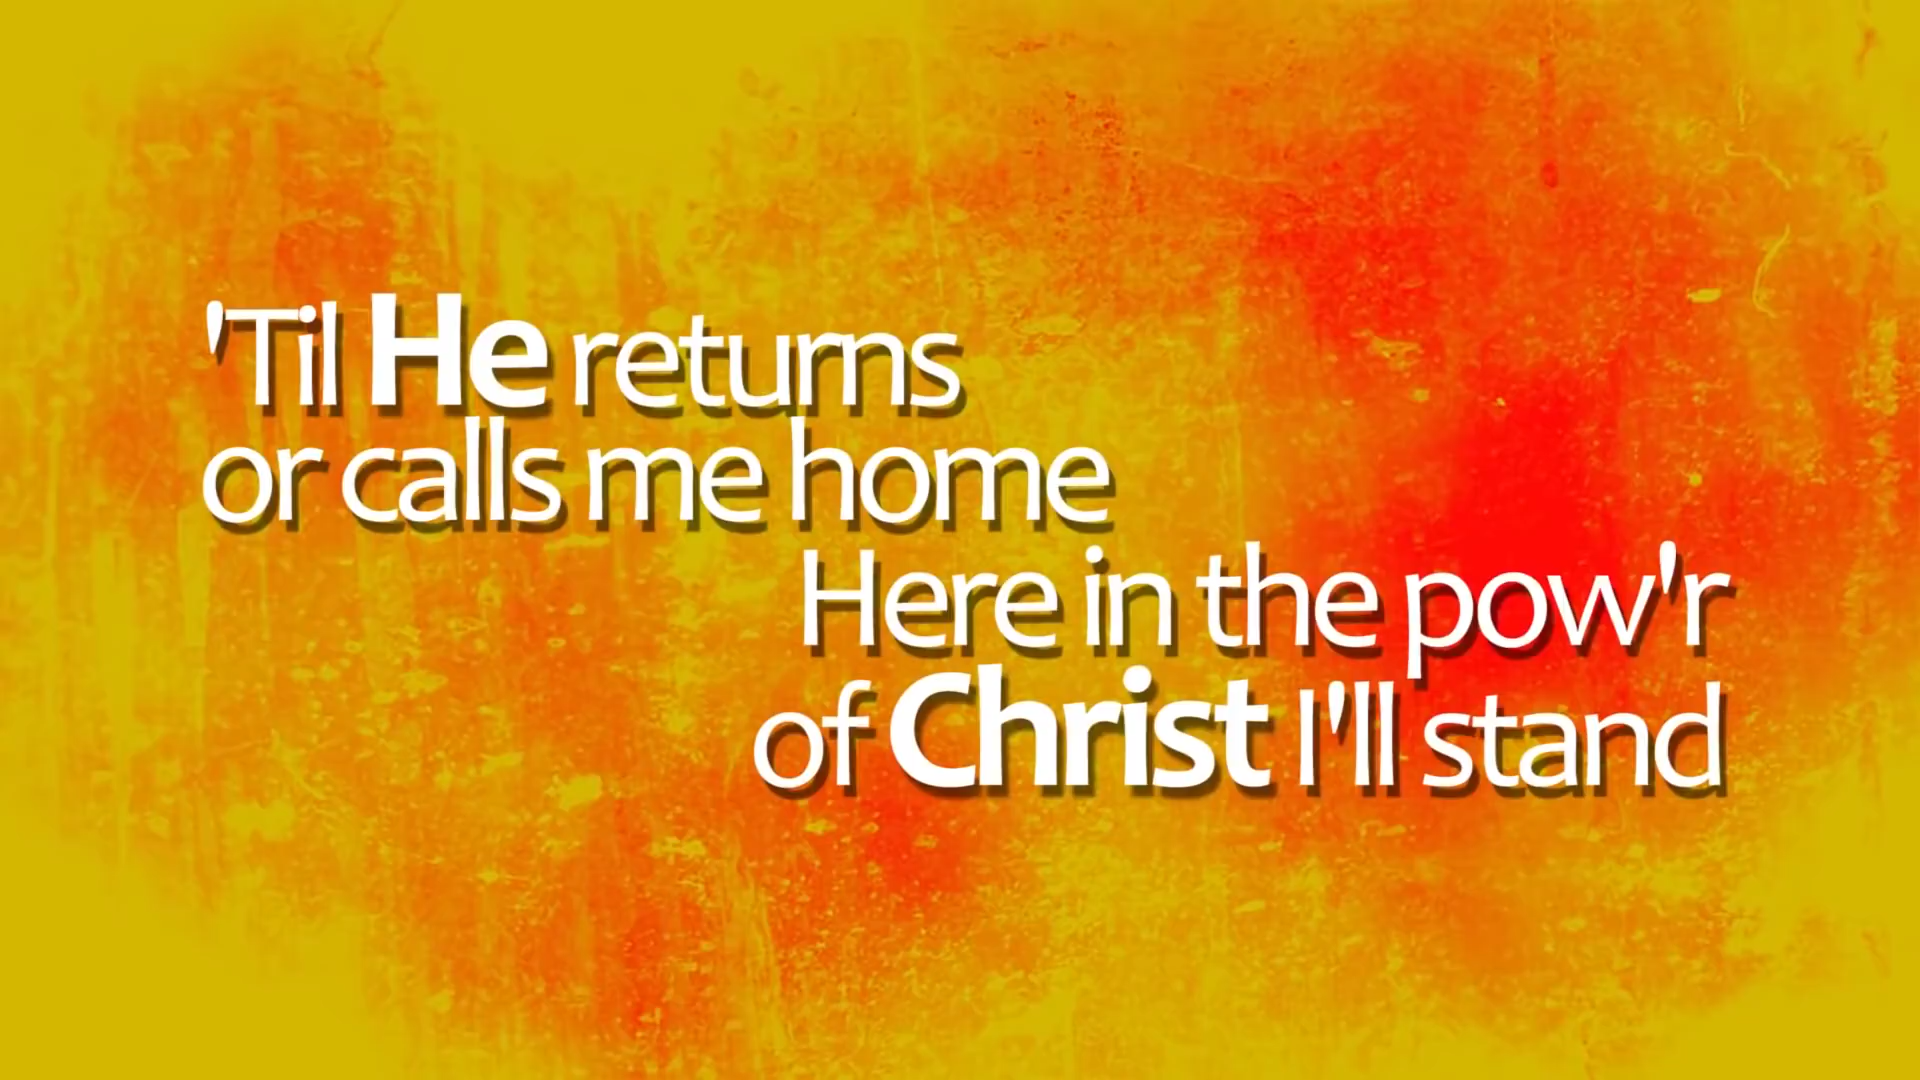 'Til He returns
or calls me home
Here in the pow'r
of Christ I'll stand